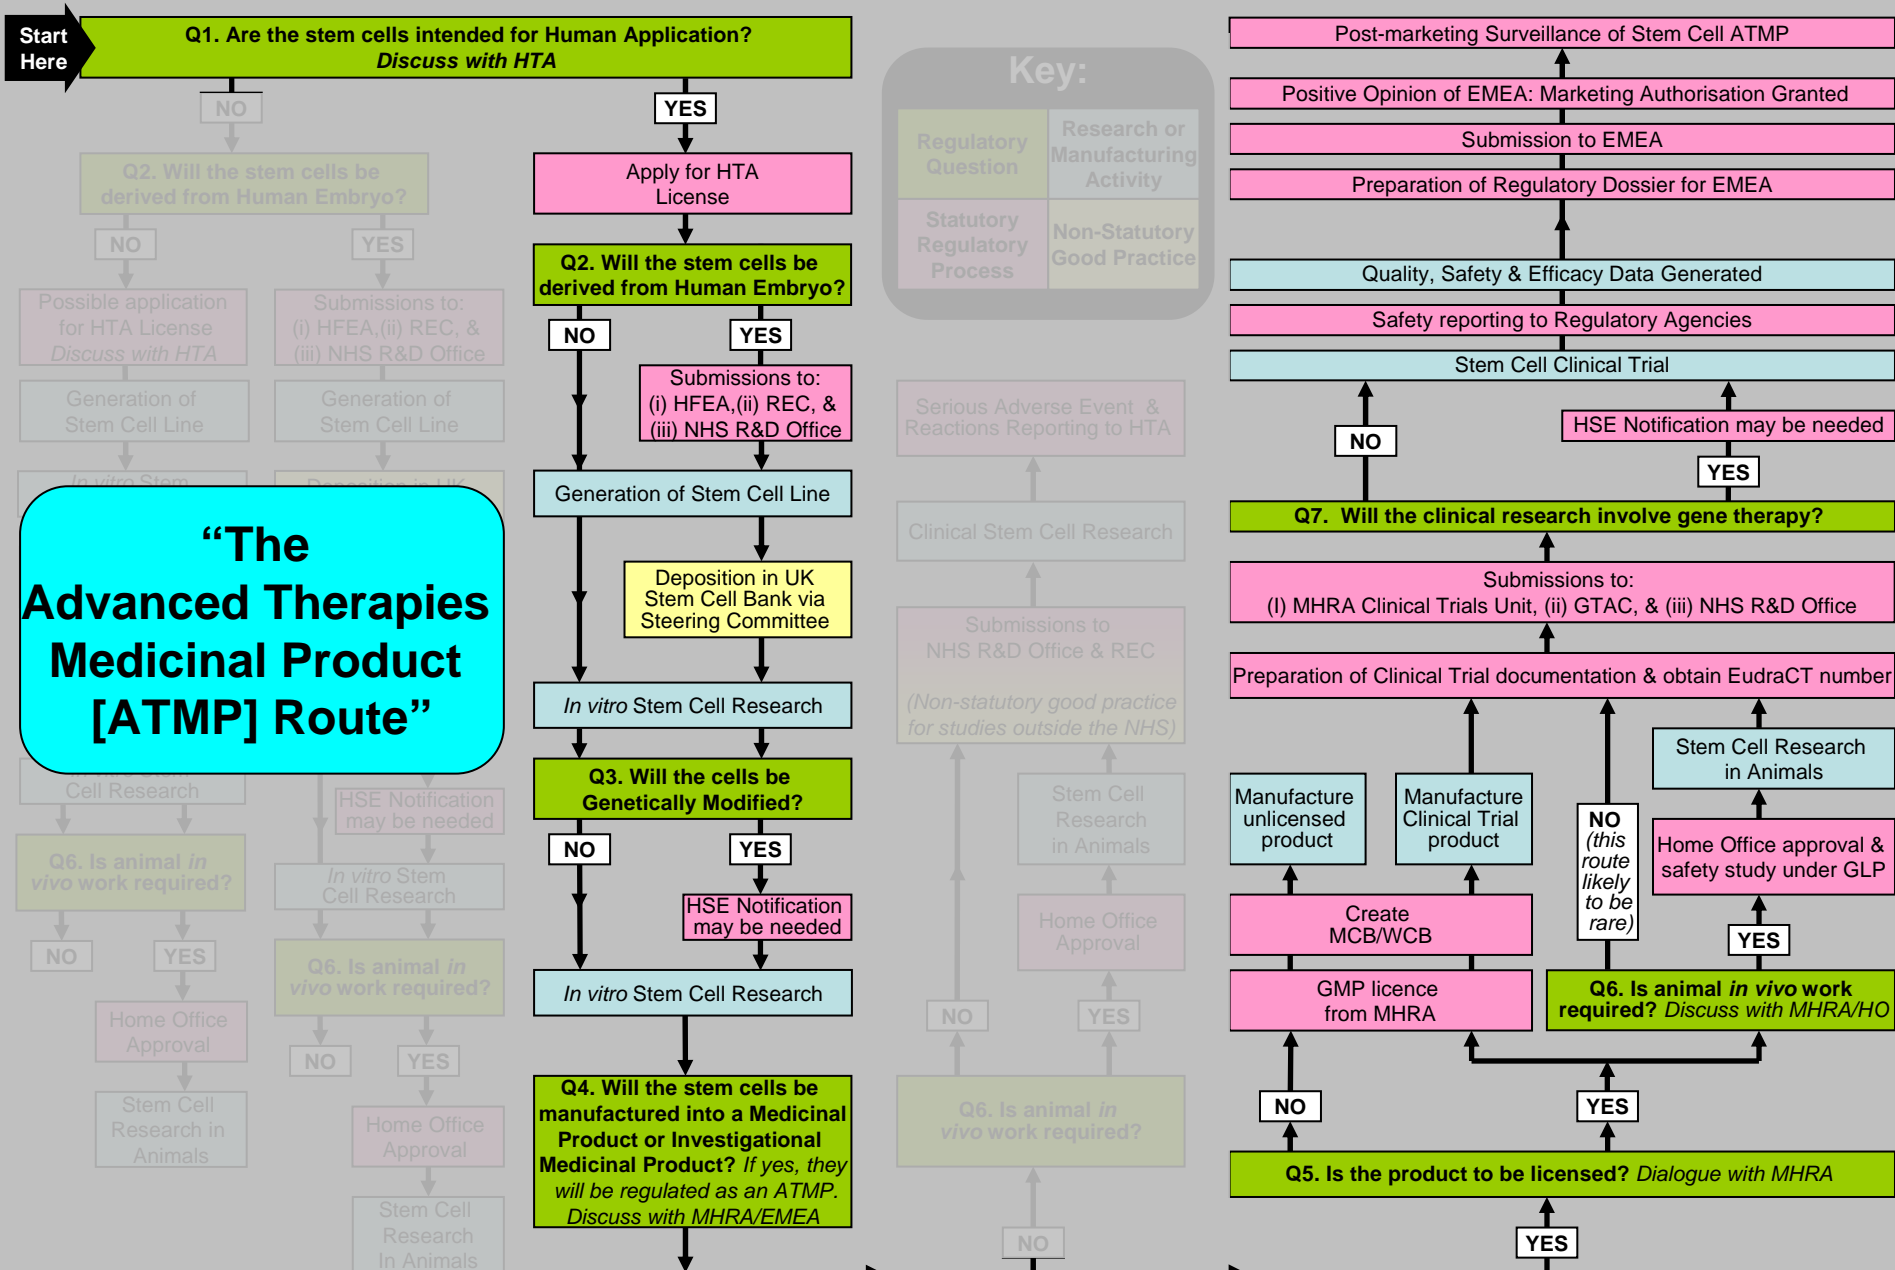 Start
Here
Q1. Are the stem cells intended for Human Application?
Discuss with HTA
NO
Q2. Will the stem cells be
derived from Human Embryo?
NO
YES
Possible application
for HTA License
Discuss with HTA
Submissions to:
(i) HFEA,(ii) REC, &
(iii) NHS R&D Office
Generation of
Stem Cell Line
Generation of
Stem Cell Line
In vitro Stem
Deposition in UK
“The
Advanced Therapies
Medicinal Product
[ATMP] Route”
In vitro Stem
Cell Research
HSE Notification
may be needed
Q6. Is animal in
vivo work required?
In vitro Stem
Cell Research
NO
YES
Q6. Is animal in
vivo work required?
Home Office
Approval
NO
YES
Stem Cell
Research in
Animals
Home Office
Approval
Stem Cell
Research
In Animals
YES
Apply for HTA
License
Q2. Will the stem cells be
derived from Human Embryo?
NO
YES
Submissions to:
(i) HFEA,(ii) REC, &
(iii) NHS R&D Office
Generation of Stem Cell Line
Deposition in UK
Stem Cell Bank via
Steering Committee
In vitro Stem Cell Research
Q3. Will the cells be
Genetically Modified?
NO
YES
HSE Notification
may be needed
In vitro Stem Cell Research
Q4. Will the stem cells be
manufactured into a Medicinal
Product or Investigational
Medicinal Product? If yes, they
will be regulated as an ATMP.
Discuss with MHRA/EMEA
Key:
Regulatory
Question
Research or
Manufacturing
Activity
Statutory
Regulatory
Process
Non-Statutory
Good Practice
Serious Adverse Event &
Reactions Reporting to HTA
Clinical Stem Cell Research
Submissions to
NHS R&D Office & REC
(Non-statutory good practice
for studies outside the NHS)
Stem Cell
Research
in Animals
Home Office
Approval
NO
YES
Q6. Is animal in
vivo work required?
NO
Post-marketing Surveillance of Stem Cell ATMP
Positive Opinion of EMEA: Marketing Authorisation Granted
Submission to EMEA
Preparation of Regulatory Dossier for EMEA
Quality, Safety & Efficacy Data Generated
Safety reporting to Regulatory Agencies
Stem Cell Clinical Trial
NO
HSE Notification may be needed
YES
Q7. Will the clinical research involve gene therapy?
Submissions to:
(I) MHRA Clinical Trials Unit, (ii) GTAC, & (iii) NHS R&D Office
Preparation of Clinical Trial documentation & obtain EudraCT number
Stem Cell Research
in Animals
Manufacture
unlicensed
product
Manufacture
Clinical Trial
product
NO
(this
route
likely
to be
rare)
Home Office approval &
safety study under GLP
Create
MCB/WCB
YES
GMP licence
from MHRA
Q6. Is animal in vivo work
required? Discuss with MHRA/HO
NO
YES
Q5. Is the product to be licensed? Dialogue with MHRA
YES